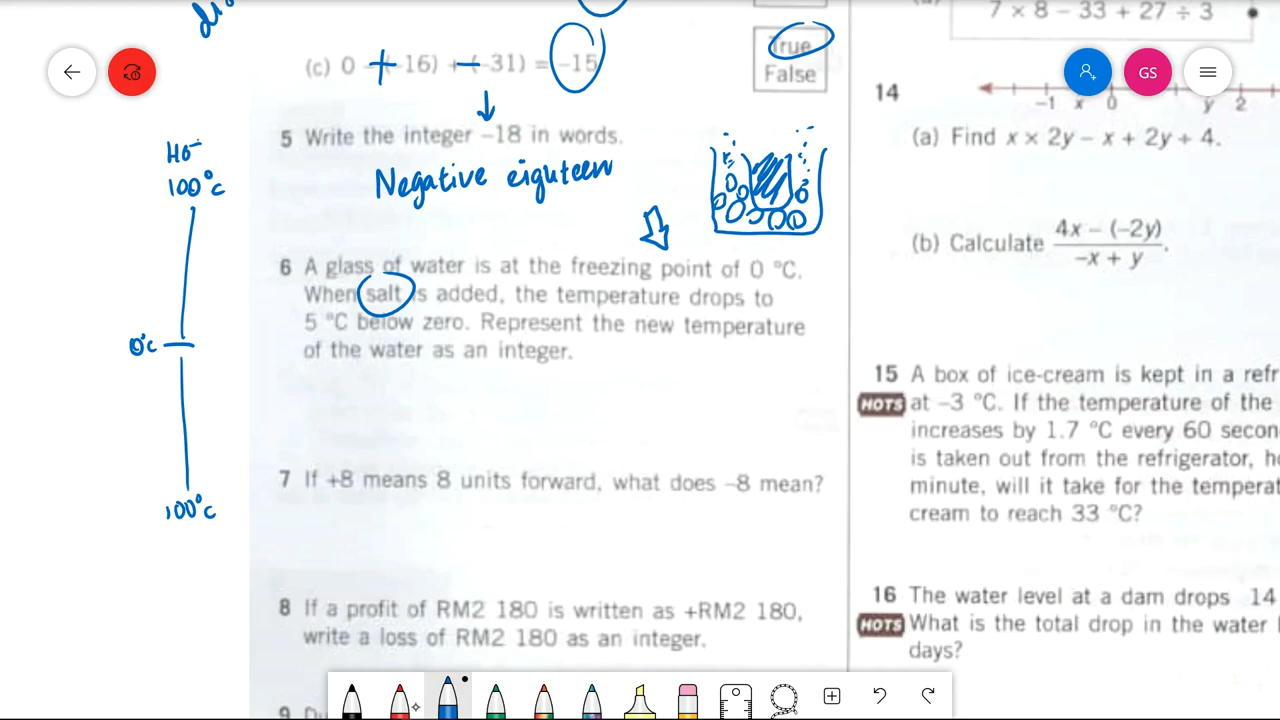 (c) 0 + 16) − 31) = -15
True
False
5 Write the integer –18 in words.
Negative eiguteen
6 A glass of water is at the freezing point of 0 °C.
When salt is added, the temperature drops to
5 °C below zero. Represent the new temperature
of the water as an integer.
7 If +8 means 8 units forward, what does –8 mean?
8 If a profit of RM2 180 is written as +RM2 180,
write a loss of RM2 180 as an integer.
9
Hot
100°C
0°C
100°C
7 × 8 – 33 + 27 ÷ 3
GS
14
–1 x 0 y 2
(a) Find x × 2y – x + 2y ÷ 4.
(b) Calculate 4x – (–2y)
–x + y
15 A box of ice-cream is kept in a refr
HOTS at –3 °C. If the temperature of the
increases by 1.7 °C every 60 secon
is taken out from the refrigerator, h
minute, will it take for the temperat
cream to reach 33 °C?
16 The water level at a dam drops 14
HOTS What is the total drop in the water
days?